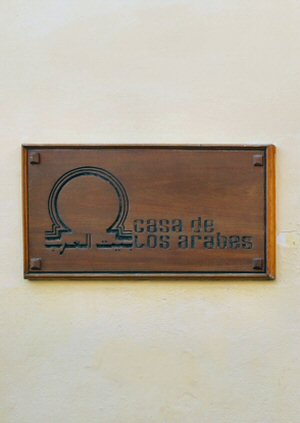 casa de
los arabes
بيت العرب